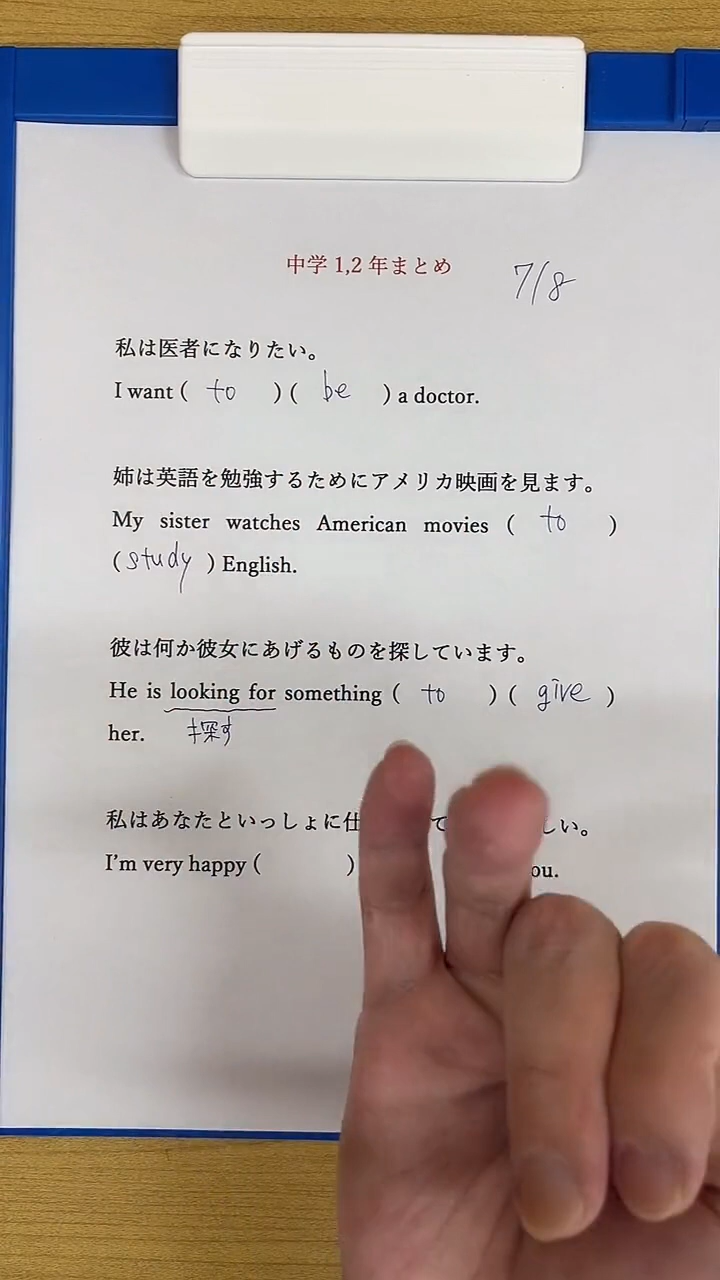 中学 1,2 年まとめ 7/8
私は医者になりたい。
I want ( to ) ( be ) a doctor.
姉は英語を勉強するためにアメリカ映画を見ます。
My sister watches American movies ( to )
( study ) English.
彼は何か彼女にあげるものを探しています。
He is looking for something ( to ) ( give )
her. 探す
私はあなたといっしょに仕 て しい。
I'm very happy ( ) ou.